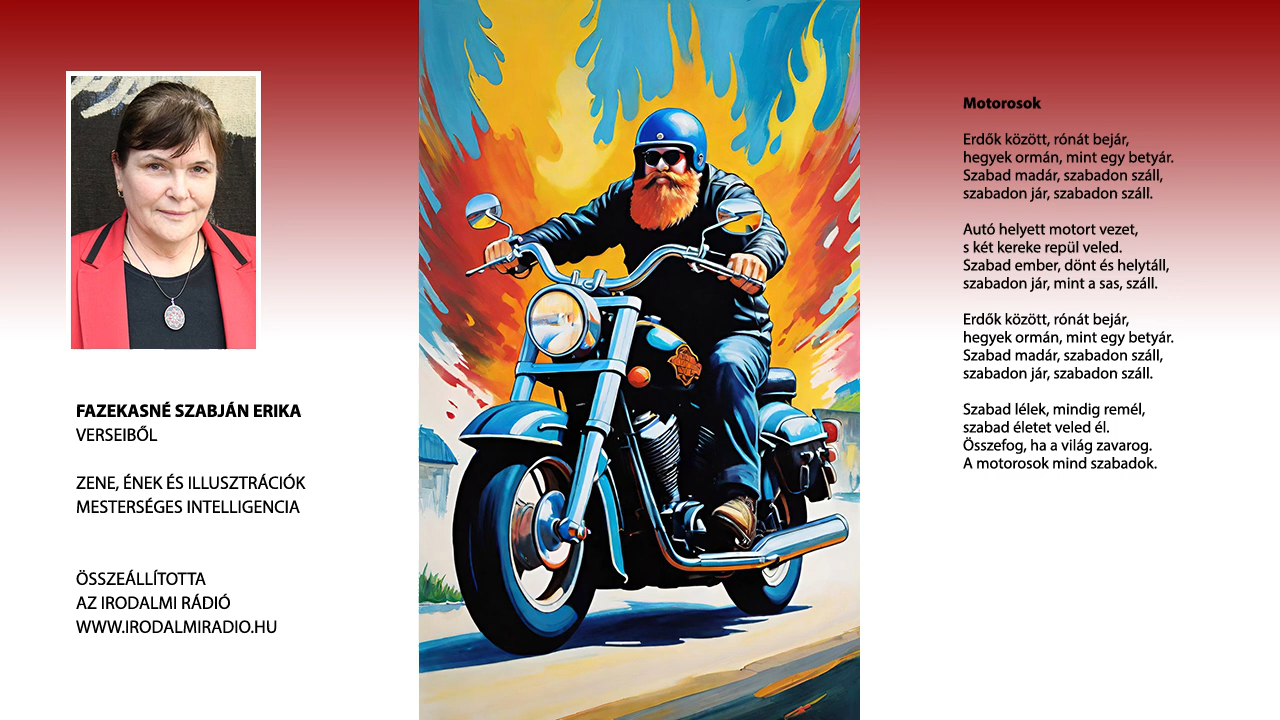 FAZEKASNÉ SZABJÁN ERIKA
VERSEIBŐL
ZENE, ÉNEK ÉS ILLUSZTRÁCIÓK
MESTERSÉGES INTELLIGENCIA
ÖSSZEÁLLÍTOTTA
AZ IRODALMI RÁDIÓ
WWW.IRODALMIRADIO.HU
Motorosok
Erdők között, rónát bejár,
hegyek ormán, mint egy betyár.
Szabad madár, szabadon száll,
szabadon jár, szabadon száll.
Autó helyett motort vezet,
s két kereke repül veled.
Szabad ember, dönt és helytáll,
szabadon jár, mint a sas, száll.
Erdők között, rónát bejár,
hegyek ormán, mint egy betyár.
Szabad madár, szabadon száll,
szabadon jár, szabadon száll.
Szabad lélek, mindig remél,
szabad életet veled él.
Összefog, ha a világ zavarog.
A motorosok mind szabadok.